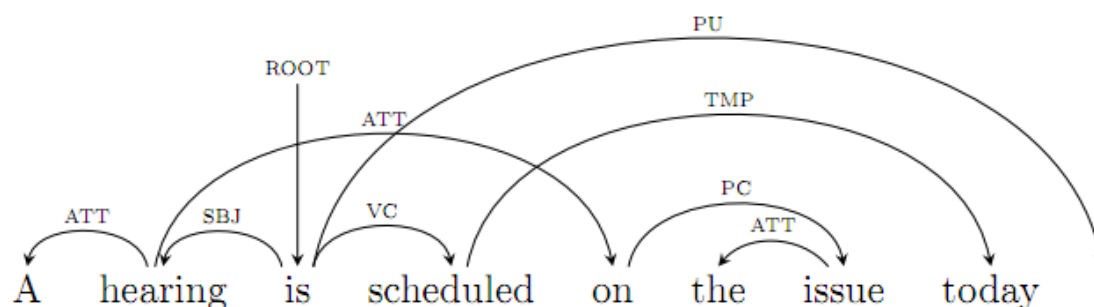 PU
ROOT
TMP
ATT
PC
ATT SBJ VC ATT
A hearing is scheduled on the issue today